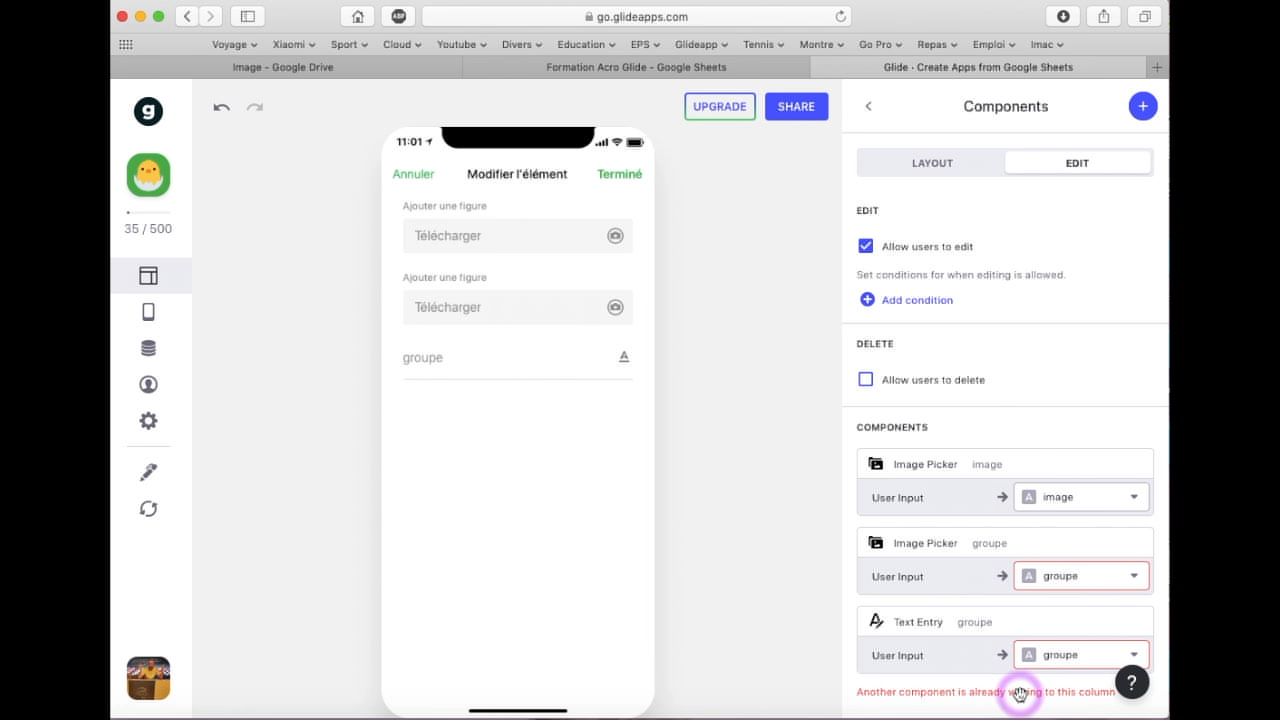 go.glideapps.com
Voyage Xiaomi Sport Cloud Youtube Divers Education EPS Glideapp Tennis Montre Go Pro Repas Emploi Imac
Image - Google Drive
Formation Acro Glide - Google Sheets
Glide · Create Apps from Google Sheets
ABP
g
35 / 500
UPGRADE
SHARE
11:01
Annuler
Modifier l'élément
Terminé
Ajouter une figure
Télécharger
Ajouter une figure
Télécharger
groupe
A
Components
LAYOUT
EDIT
EDIT
Allow users to edit
Set conditions for when editing is allowed.
Add condition
DELETE
Allow users to delete
COMPONENTS
Image Picker image
User Input A image
Image Picker groupe
User Input A groupe
Text Entry groupe
User Input A groupe
Another component is already to this column
?